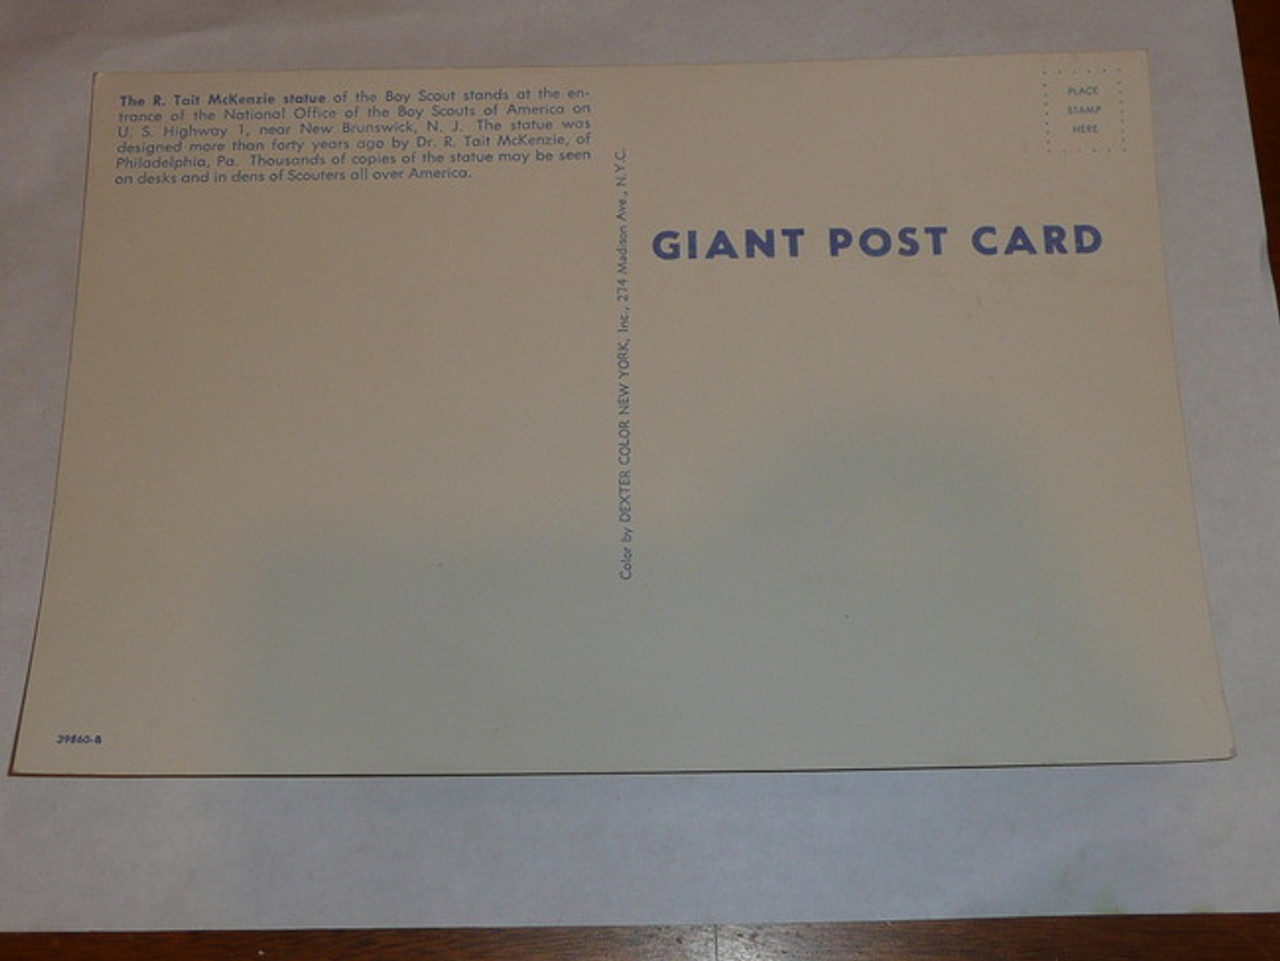 The R. Tait McKenzie statue of the Boy Scout stands at the en-
trance of the National Office of the Boy Scouts of America on
U. S. Highway 1, near New Brunswick, N. J. The statue was
designed more than forty years ago by Dr. R. Tait McKenzie, of
Philadelphia, Pa. Thousands of copies of the statue may be seen
on desks and in dens of Scouters all over America.
Color by DEXTER COLOR NEW YORK, Inc., 274 Madison Ave., N.Y.C.
PLACE
STAMP
HERE
GIANT POST CARD
39860-B